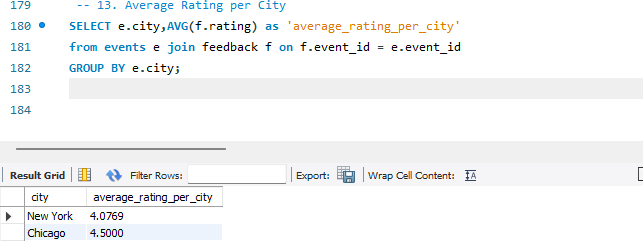 179 -- 13. Average Rating per City
180 SELECT e.city,AVG(f.rating) as 'average_rating_per_city'
181 from events e join feedback f on f.event_id = e.event_id
182 GROUP BY e.city;
183
184
Result Grid Filter Rows: Export: Wrap Cell Content: IA
city average_rating_per_city
New York 4.0769
Chicago 4.5000